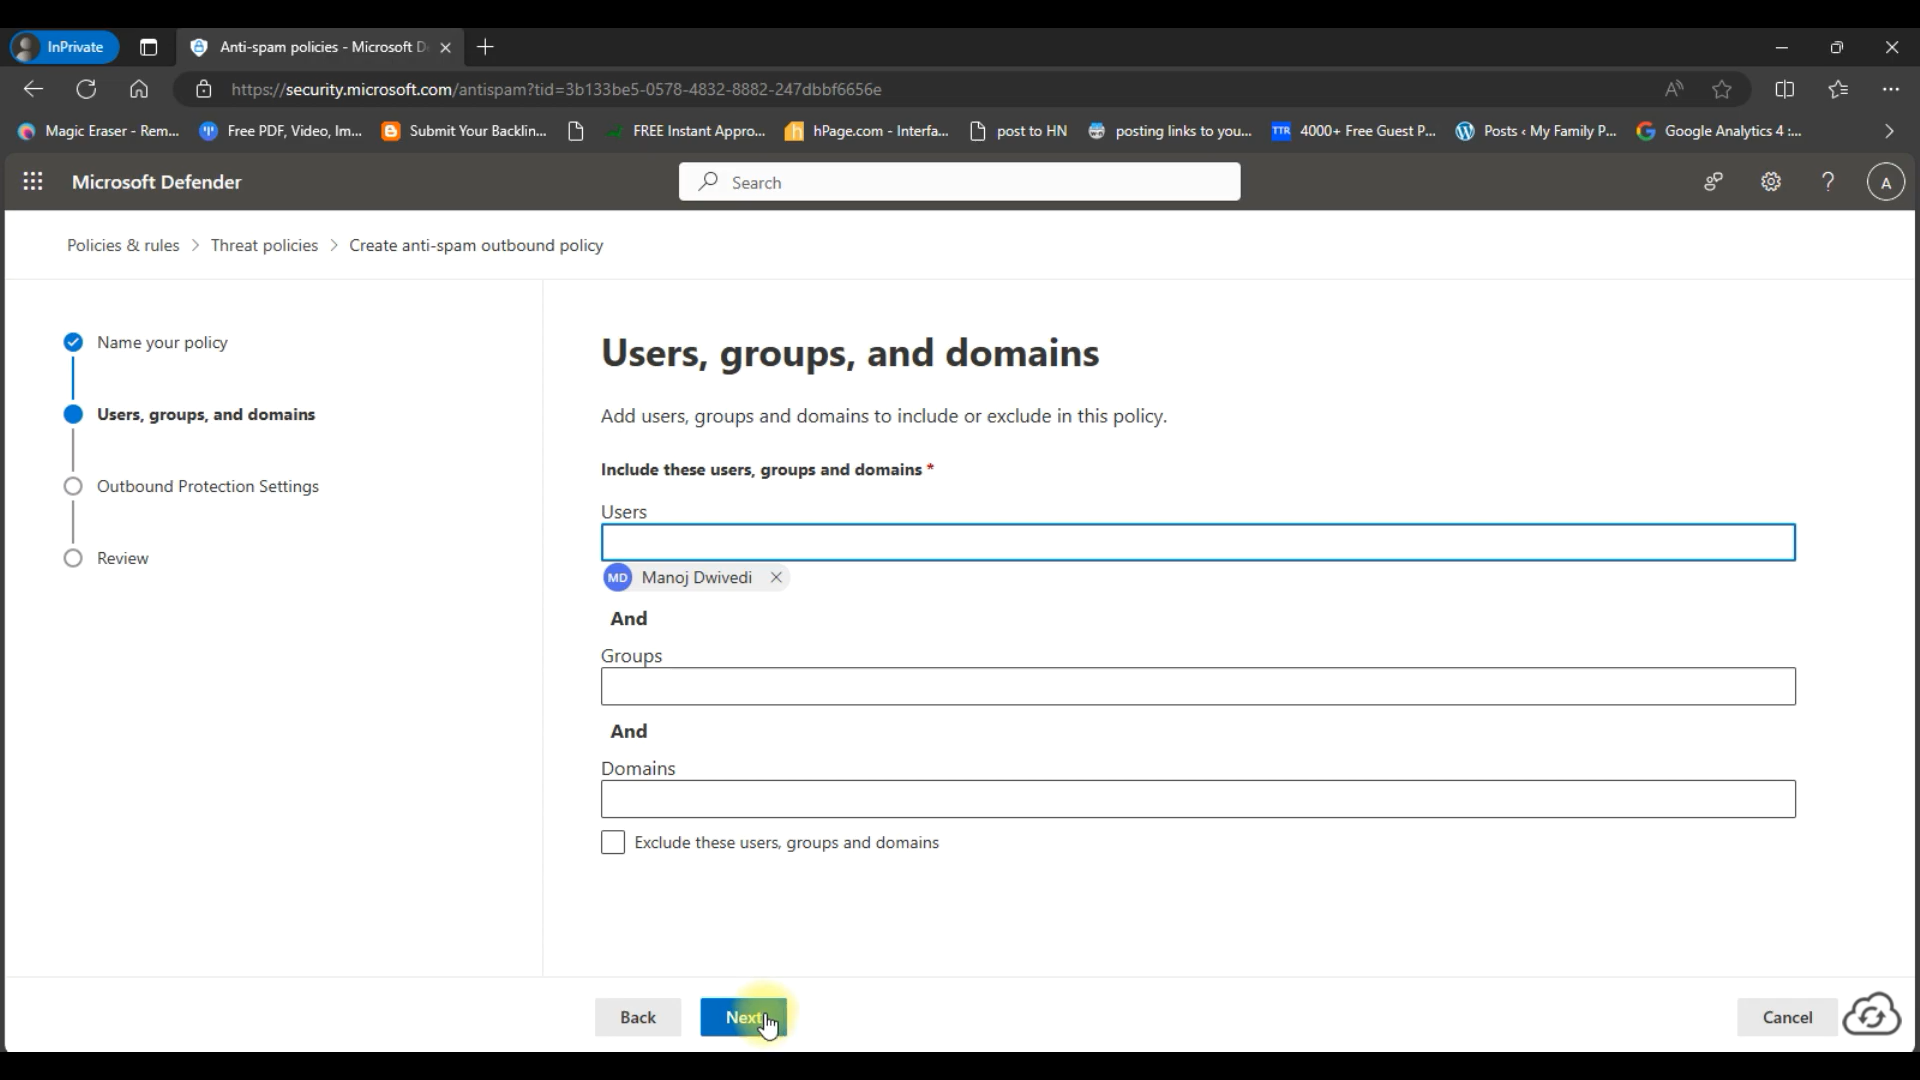 InPrivate
Anti-spam policies - Microsoft D
https://security.microsoft.com/antispam?tid=3b133be5-0578-4832-8882-247dbbf6656e
Magic Eraser - Rem...
Free PDF, Video, Im...
Submit Your Backlin...
FREE Instant Appro...
hPage.com - Interfa...
post to HN
posting links to you...
4000+ Free Guest P...
Posts ‹ My Family P...
Google Analytics 4 :...
Microsoft Defender
Search
A
Policies & rules > Threat policies > Create anti-spam outbound policy
Name your policy
Users, groups, and domains
Outbound Protection Settings
Review
Users, groups, and domains
Add users, groups and domains to include or exclude in this policy.
Include these users, groups and domains *
Users
MD Manoj Dwivedi
And
Groups
And
Domains
Exclude these users, groups and domains
Back
Next
Cancel